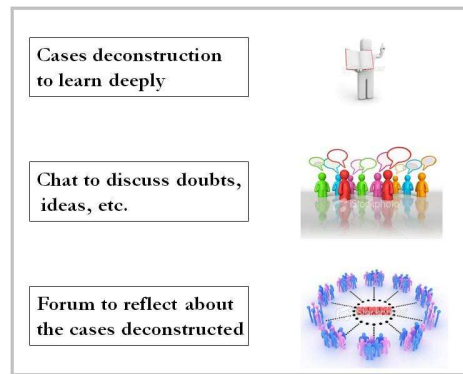 Cases deconstruction
to learn deeply
Chat to discuss doubts,
ideas, etc.
Forum to reflect about
the cases deconstructed